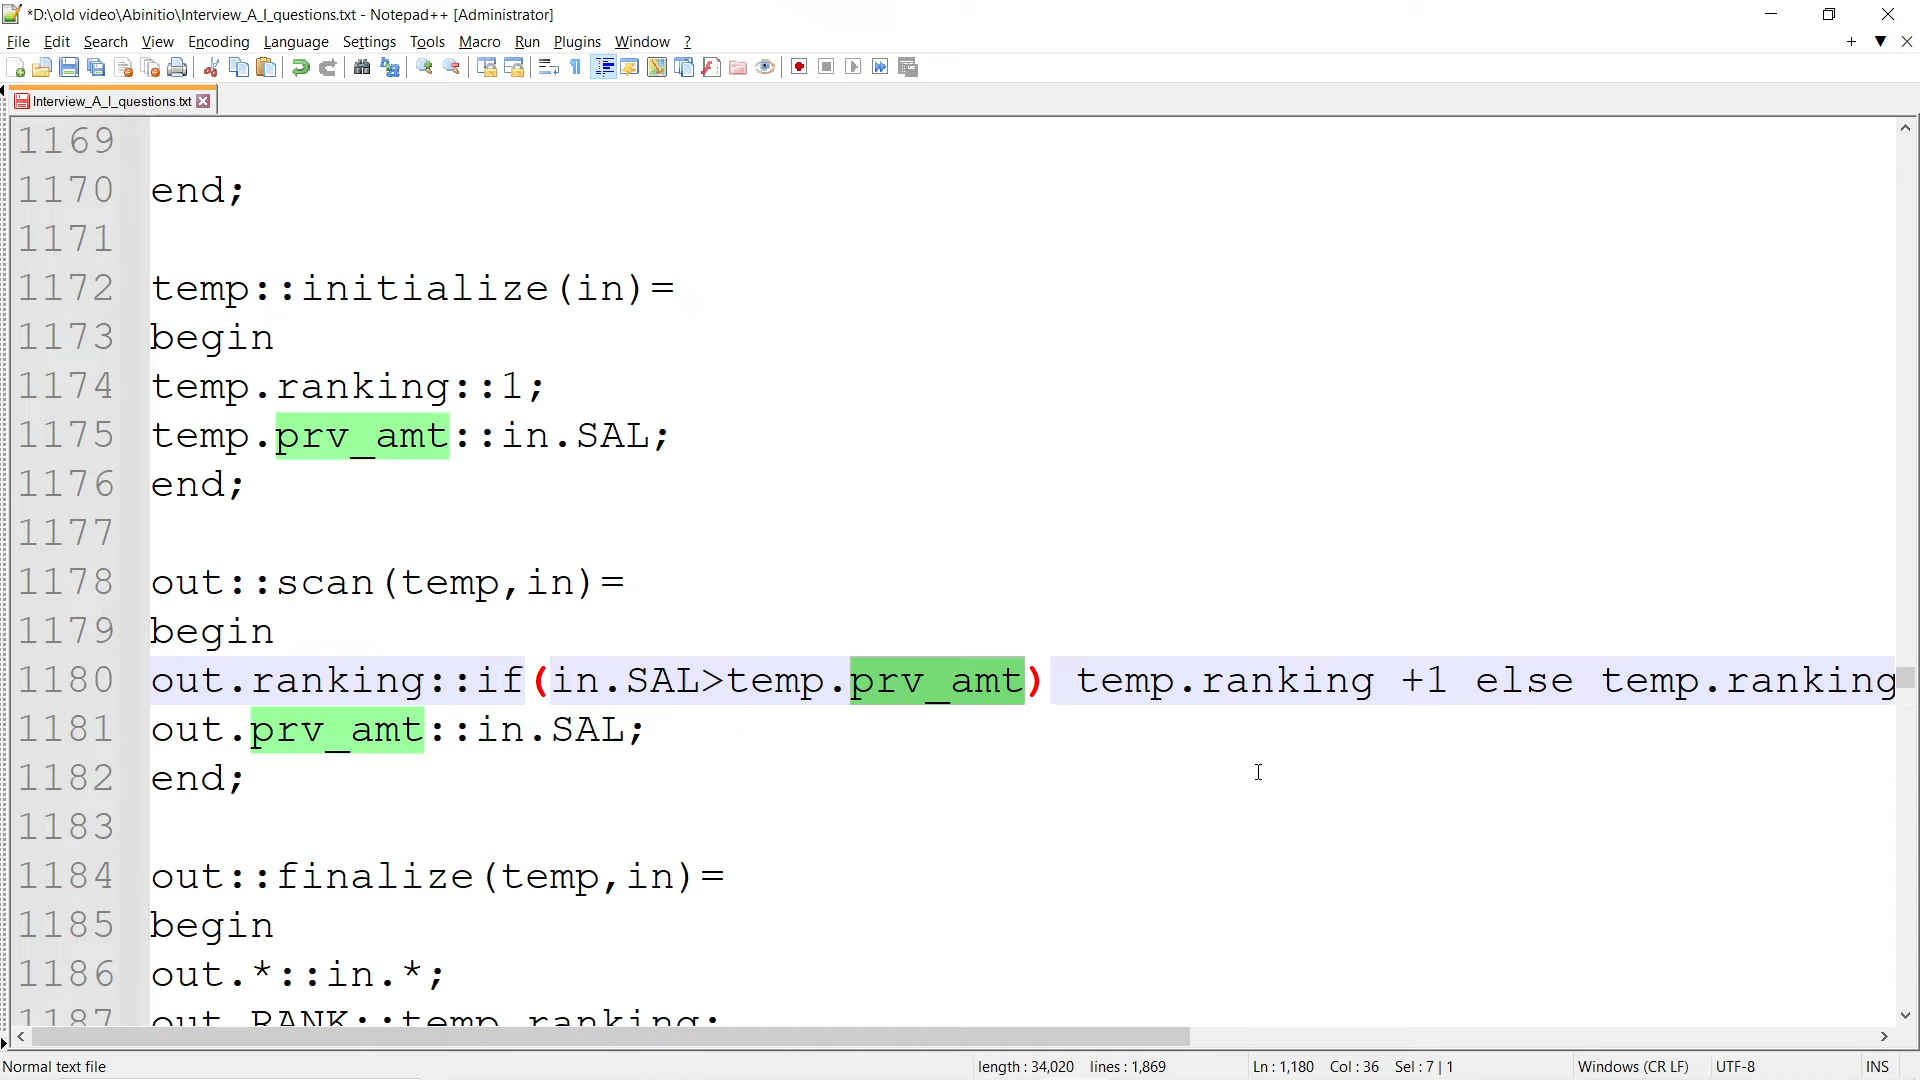 *D:\old video\Abinitio\Interview_A_I_questions.txt - Notepad++ [Administrator]
File Edit Search View Encoding Language Settings Tools Macro Run Plugins Window ?
Interview_A_I_questions.txt
1169
1170 end;
1171
1172 temp::initialize(in)=
1173 begin
1174 temp.ranking::1;
1175 temp.prv_amt::in.SAL;
1176 end;
1177
1178 out::scan(temp,in)=
1179 begin
1180 out.ranking::if(in.SAL>temp.prv_amt) temp.ranking +1 else temp.ranking
1181 out.prv_amt::in.SAL;
1182 end;
1183
1184 out::finalize(temp,in)=
1185 begin
1186 out.*::in.*;
1187 out.RANK::temp.ranking;
Normal text file length : 34,020 lines : 1,869 Ln : 1,180 Col : 36 Sel : 7 | 1 Windows (CR LF) UTF-8 INS